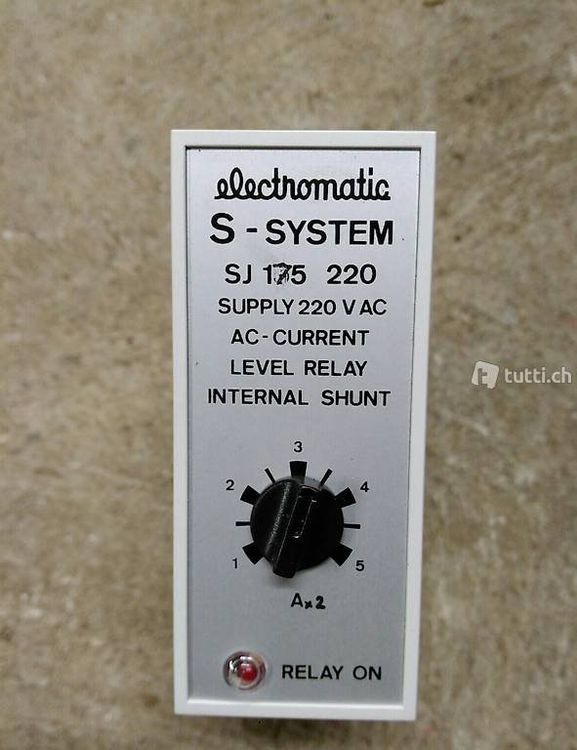 electromatic
S - SYSTEM
SJ 175 220
SUPPLY 220 V AC
AC - CURRENT
LEVEL RELAY
INTERNAL SHUNT
tutti.ch
3
2 4
1 5
A x2
RELAY ON